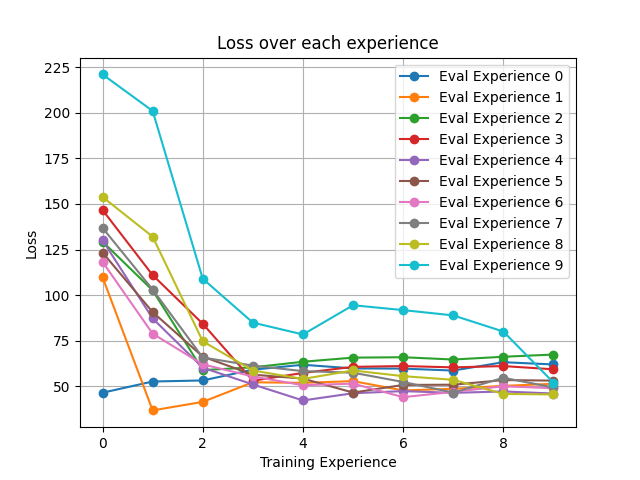 Loss over each experience
225
200
175
150
125
100
75
50
Loss
0
2
4
6
8
Training Experience
Eval Experience 0
Eval Experience 1
Eval Experience 2
Eval Experience 3
Eval Experience 4
Eval Experience 5
Eval Experience 6
Eval Experience 7
Eval Experience 8
Eval Experience 9